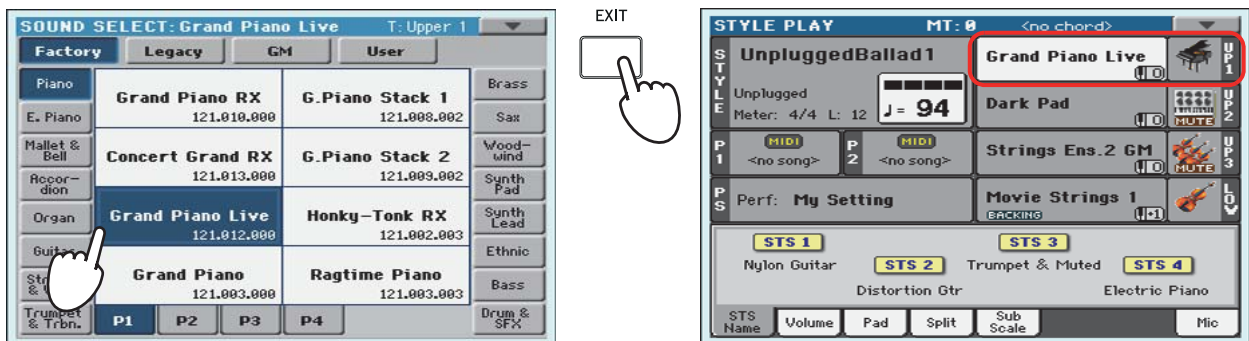 SOUND SELECT: Grand Piano Live T: Upper 1
Factory Legacy GM User
Piano
E. Piano
Mallet & Bell
Accor-
dion
Organ
Trumpet & Trbn.
Grand Piano RX
121.010.000
G.Piano Stack 1
121.008.002
Concert Grand RX
121.013.000
G.Piano Stack 2
121.009.002
Grand Piano Live
121.012.000
Honky-Tonk RX
121.002.003
Grand Piano
121.003.000
Ragtime Piano
121.003.003
Brass
Sax
Wood-
wind
Synth
Pad
Synth
Lead
Ethnic
Bass
Drum &
SFX
P1 P2 P3 P4
EXIT
STYLE PLAY MT: 0 <no chord>
STYLE
UnpluggedBallad1
Unplugged
Meter: 4/4 L: 12
♩= 94
Grand Piano Live
0
UP1
Dark Pad
0
MUTE
UP2
P1
MIDI
<no song>
P2
MIDI
<no song>
Strings Ens.2 GM
0
MUTE
UP3
PS
Perf: My Setting
Movie Strings 1
BACKING
+1
LOW
STS 1
Nylon Guitar
STS 2
Distortion Gtr
STS 3
Trumpet & Muted
STS 4
Electric Piano
STS
Name
Volume
Pad
Split
Sub
Scale
Mic